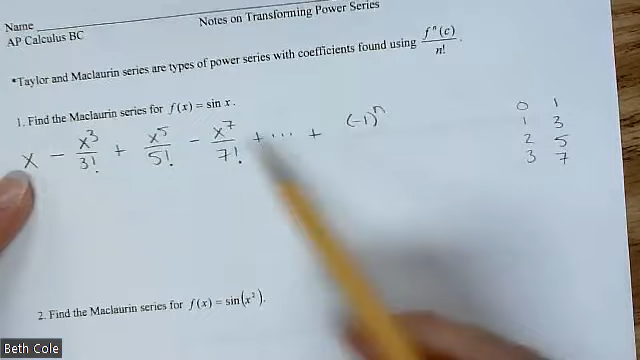 Name
Notes on Transforming Power Series
AP Calculus BC
*Taylor and Maclaurin series are types of power series with coefficients found using f^n(c)/n!.
1. Find the Maclaurin series for f(x) = sin x.
x - x^3/3! + x^5/5! - x^7/7! + ... + (-1)^n
0 1
1 3
2 5
3 7
2. Find the Maclaurin series for f(x) = sin(x^2).
Beth Cole